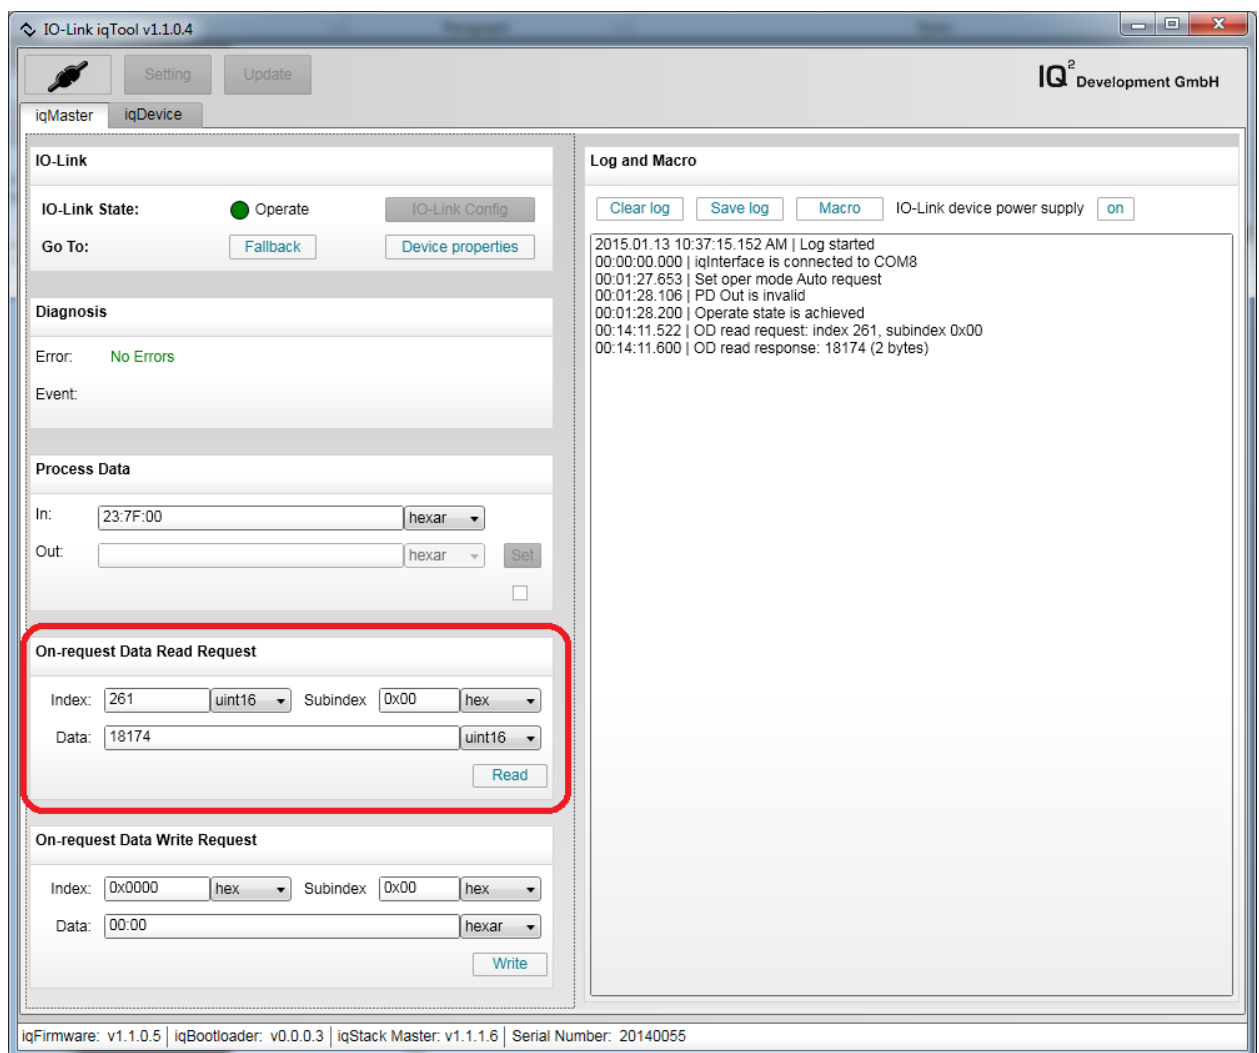 IO-Link iqTool v1.1.0.4
Setting Update
IQ2 Development GmbH
iqMaster iqDevice
IO-Link
IO-Link State: Operate IO-Link Config
Go To: Fallback Device properties
Diagnosis
Error: No Errors
Event:
Process Data
In: 23:7F:00 hexar
Out: hexar Set
On-request Data Read Request
Index: 261 uint16 Subindex 0x00 hex
Data: 18174 uint16
Read
On-request Data Write Request
Index: 0x0000 hex Subindex 0x00 hex
Data: 00:00 hexar
Write
Log and Macro
Clear log Save log Macro IO-Link device power supply on
2015.01.13 10:37:15.152 AM | Log started
00:00:00.000 | iqInterface is connected to COM8
00:01:27.653 | Set oper mode Auto request
00:01:28.106 | PD Out is invalid
00:01:28.200 | Operate state is achieved
00:14:11.522 | OD read request: index 261, subindex 0x00
00:14:11.600 | OD read response: 18174 (2 bytes)
iqFirmware: v1.1.0.5 | iqBootloader: v0.0.0.3 | iqStack Master: v1.1.1.6 | Serial Number: 20140055